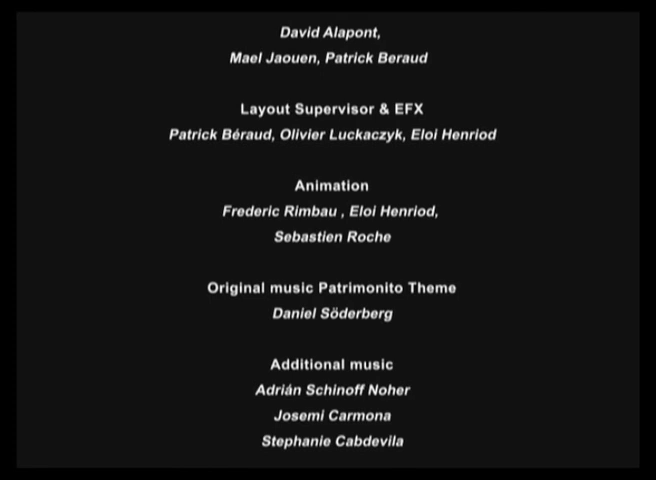 David Alapont,
Mael Jaouen, Patrick Beraud
Layout Supervisor & EFX
Patrick Béraud, Olivier Luckaczyk, Eloi Henriod
Animation
Frederic Rimbau , Eloi Henriod,
Sebastien Roche
Original music Patrimonito Theme
Daniel Söderberg
Additional music
Adrián Schinoff Noher
Josemi Carmona
Stephanie Cabdevila